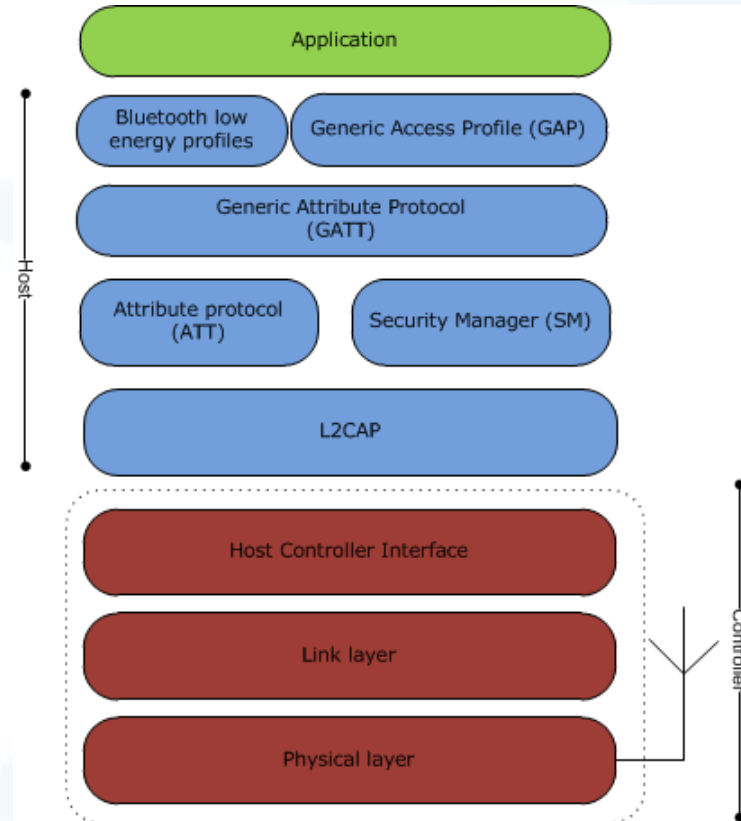 Application
Bluetooth low
energy profiles
Generic Access Profile (GAP)
Generic Attribute Protocol
(GATT)
Host
Attribute protocol
(ATT)
Security Manager (SM)
L2CAP
Host Controller Interface
Link layer
Controller
Physical layer